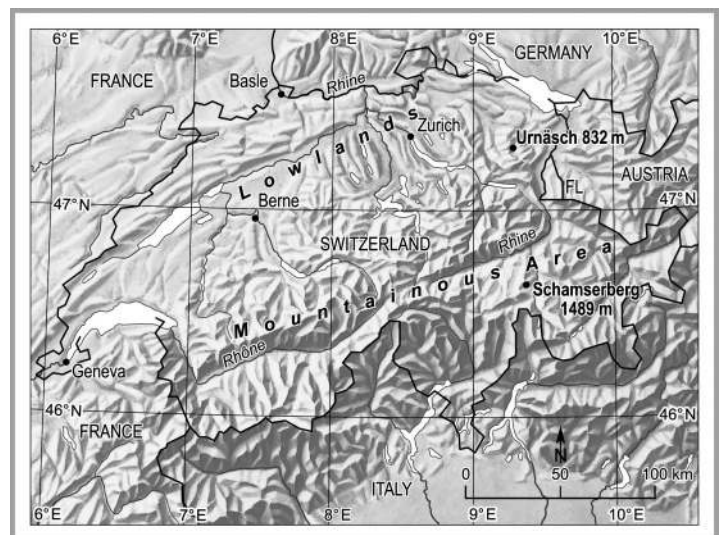 6°E
7°E
8°E
9°E
10°E
GERMANY
FRANCE
Basle
Rhine
Zurich
Urnäsch 832 m
Lowlands
FL
AUSTRIA
47°N
47°N
Berne
SWITZERLAND
Rhine
Mountainous Area
Schamserberg
1489 m
Rhône
Geneva
46°N
46°N
FRANCE
N
0
50
100 km
ITALY
6°E
7°E
8°E
9°E
10°E